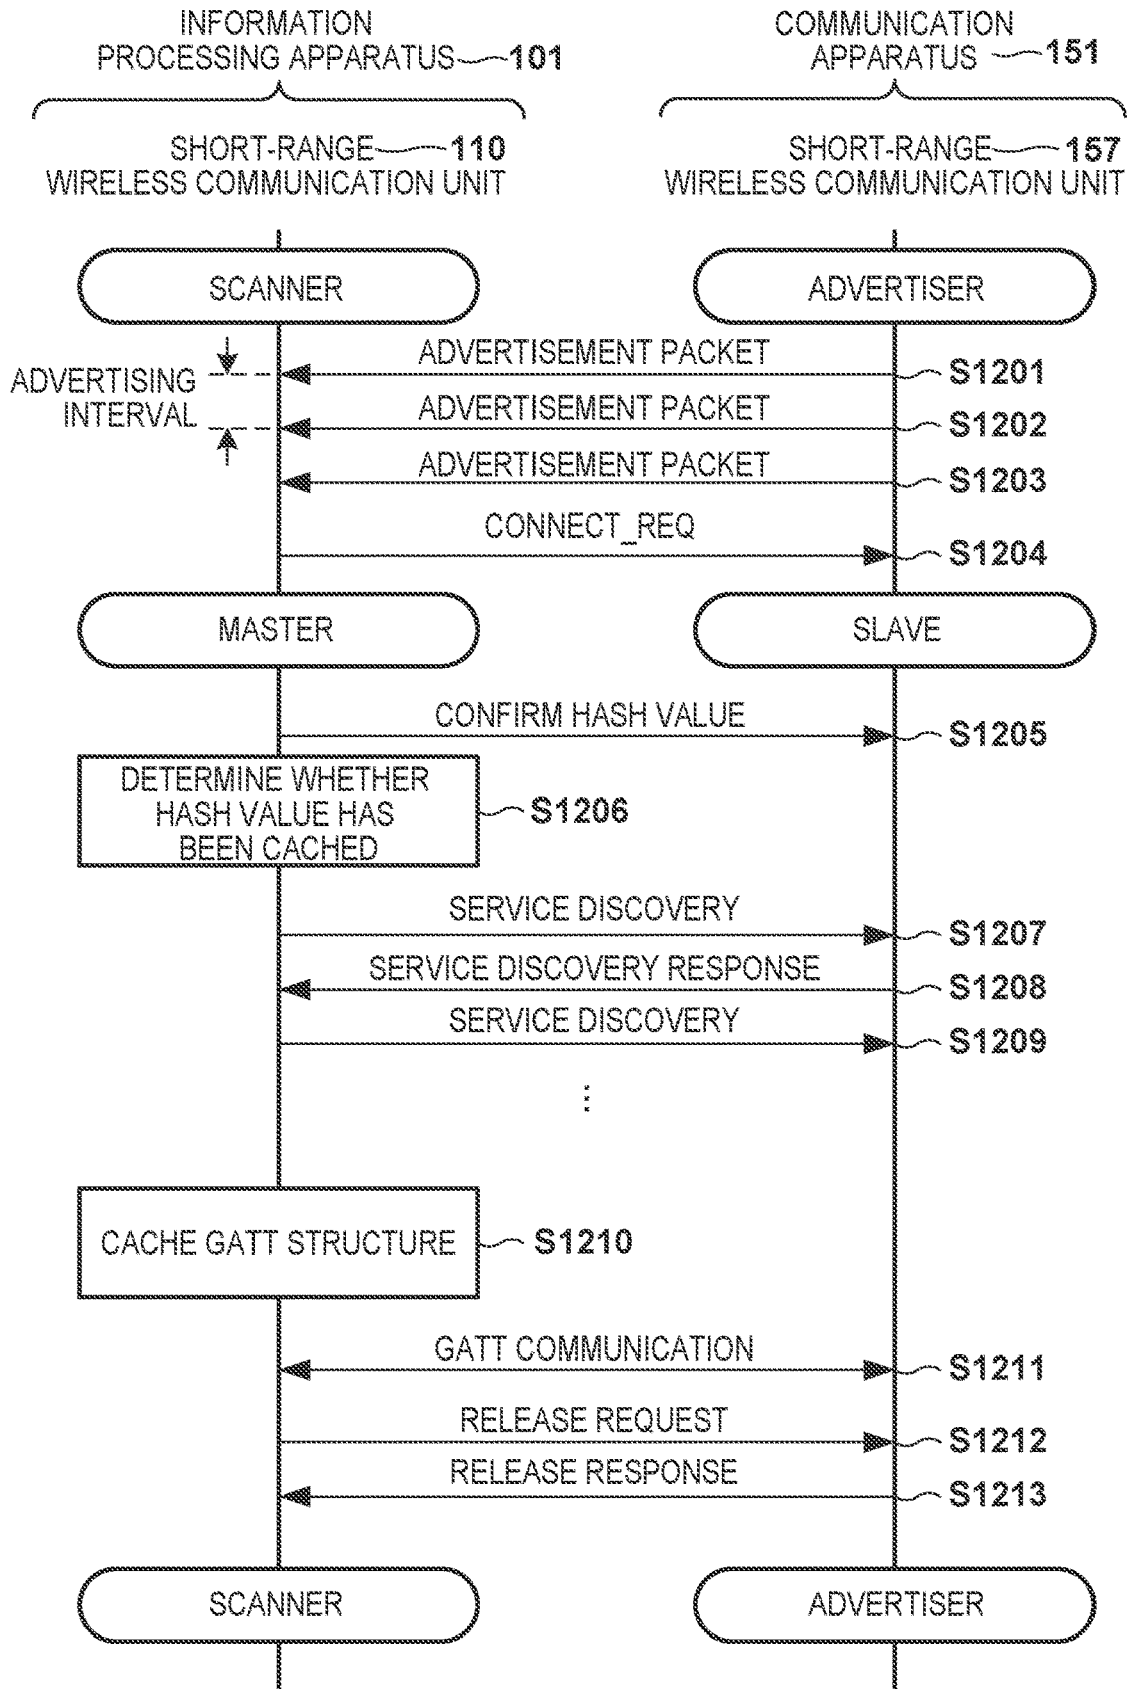 INFORMATION
PROCESSING APPARATUS 101
COMMUNICATION
APPARATUS 151
SHORT-RANGE 110
WIRELESS COMMUNICATION UNIT
SHORT-RANGE 157
WIRELESS COMMUNICATION UNIT
SCANNER
ADVERTISER
ADVERTISING
INTERVAL
ADVERTISEMENT PACKET S1201
ADVERTISEMENT PACKET S1202
ADVERTISEMENT PACKET S1203
CONNECT_REQ S1204
MASTER
SLAVE
CONFIRM HASH VALUE S1205
DETERMINE WHETHER
HASH VALUE HAS S1206
BEEN CACHED
SERVICE DISCOVERY S1207
SERVICE DISCOVERY RESPONSE S1208
SERVICE DISCOVERY S1209
⋮
CACHE GATT STRUCTURE S1210
GATT COMMUNICATION S1211
RELEASE REQUEST S1212
RELEASE RESPONSE S1213
SCANNER
ADVERTISER